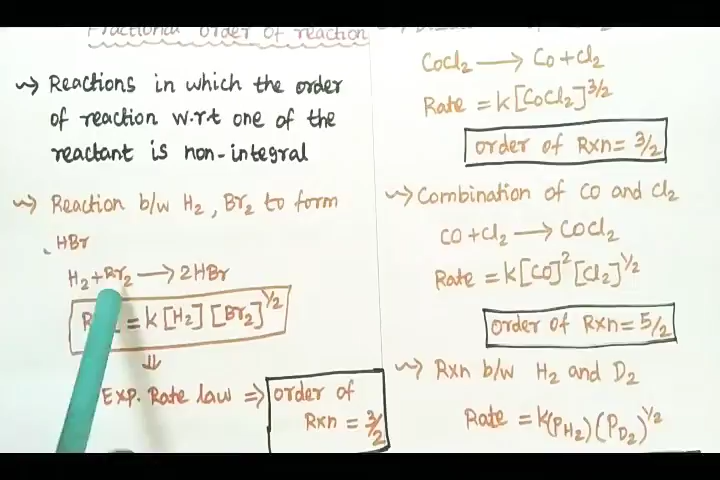 Fractional order of reaction
⇝ Reactions in which the order
of reaction w.r.t one of the
reactant is non-integral
⇝ Reaction b/w H₂, Br₂ to form
HBr
H₂+Br₂ ⟶ 2HBr
= k[H₂][Br₂]^1/2
⇓
Exp. Rate law ⇒ order of
Rxn = 3/2
CoCl₂ ⟶ Co+Cl₂
Rate = k[CoCl₂]^3/2
order of Rxn = 3/2
⇝ Combination of CO and Cl₂
CO+Cl₂ ⟶ COCl₂
Rate = k[CO]²[Cl₂]^1/2
order of Rxn = 5/2
⇝ Rxn b/w H₂ and D₂
Rate = k(P_H₂)(P_D₂)^1/2